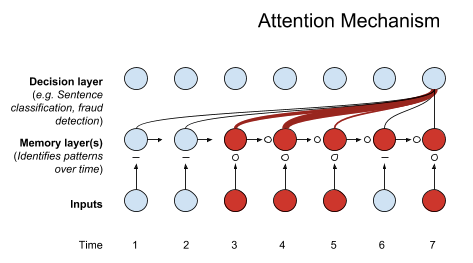 Attention Mechanism
Decision layer
(e.g. Sentence
classification, fraud
detection)
Memory layer(s)
(Identifies patterns
over time)
Inputs
Time 1 2 3 4 5 6 7